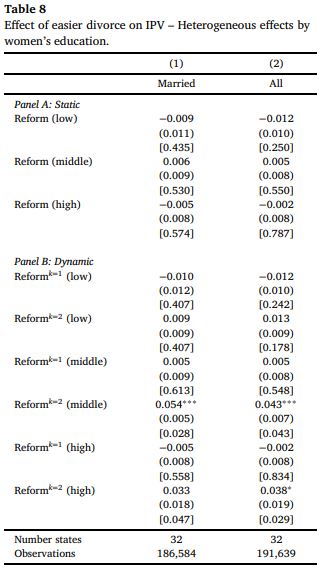 Table 8
Effect of easier divorce on IPV – Heterogeneous effects by
women's education.
(1) (2)
Married All
Panel A: Static
Reform (low) −0.009 −0.012
(0.011) (0.010)
[0.435] [0.250]
Reform (middle) 0.006 0.005
(0.009) (0.008)
[0.530] [0.550]
Reform (high) −0.005 −0.002
(0.008) (0.008)
[0.574] [0.787]
Panel B: Dynamic
Reformᵏ⁼¹ (low) −0.010 −0.012
(0.012) (0.010)
[0.407] [0.242]
Reformᵏ⁼² (low) 0.009 0.013
(0.009) (0.009)
[0.407] [0.178]
Reformᵏ⁼¹ (middle) 0.005 0.005
(0.009) (0.008)
[0.613] [0.548]
Reformᵏ⁼² (middle) 0.054*** 0.043***
(0.005) (0.007)
[0.028] [0.043]
Reformᵏ⁼¹ (high) −0.005 −0.002
(0.008) (0.008)
[0.558] [0.834]
Reformᵏ⁼² (high) 0.033 0.038*
(0.018) (0.019)
[0.047] [0.029]
Number states 32 32
Observations 186,584 191,639